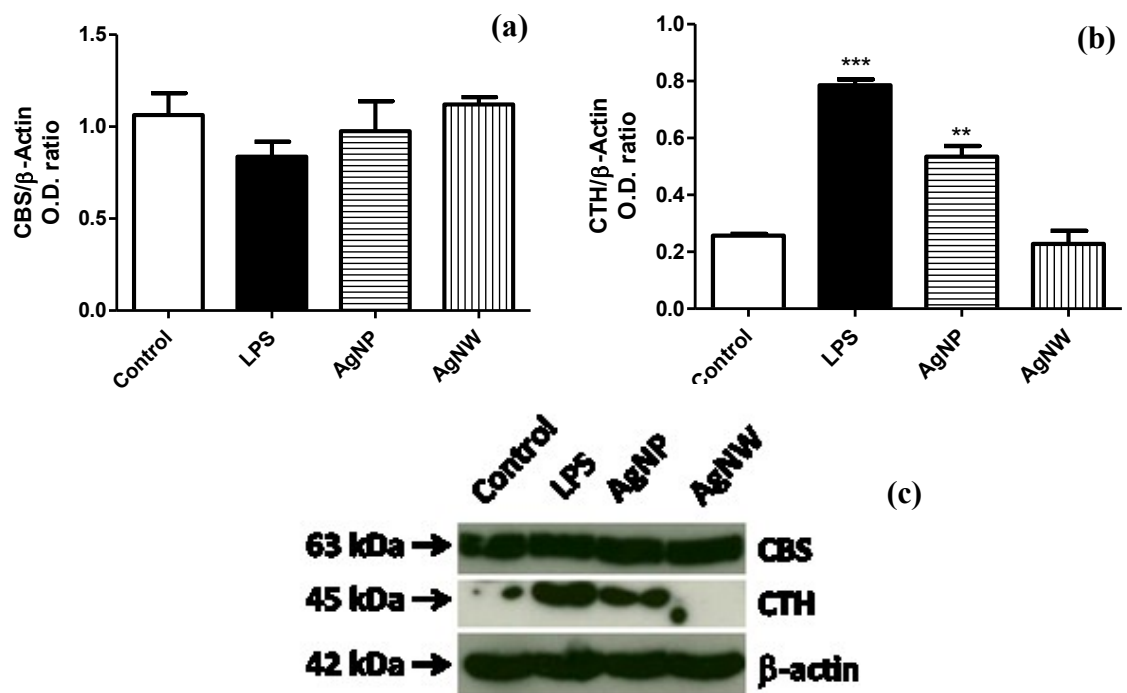 (a)
CBS/β-Actin
O.D. ratio
1.5
1.0
0.5
0.0
Control
LPS
AgNP
AgNW
(b)
CTH/β-Actin
O.D. ratio
1.0
0.8
0.6
0.4
0.2
0.0
***
**
Control
LPS
AgNP
AgNW
(c)
Control
LPS
AgNP
AgNW
63 kDa → CBS
45 kDa → CTH
42 kDa → β-actin